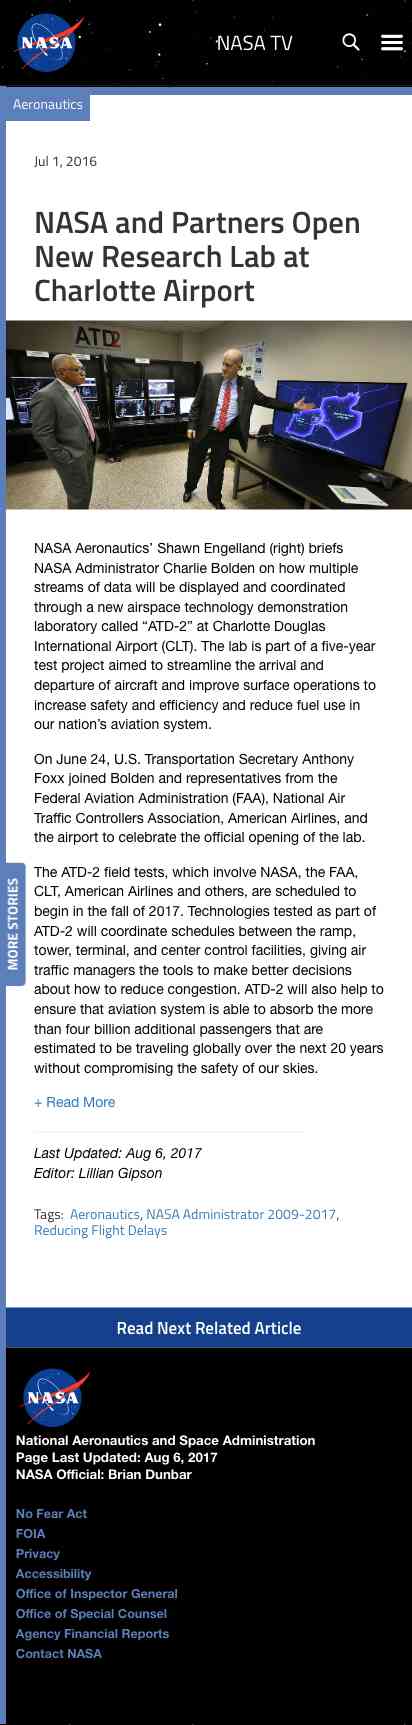 NASA
NASA TV
Aeronautics
Jul 1, 2016
NASA and Partners Open
New Research Lab at
Charlotte Airport
ATD2
NASA Aeronautics’ Shawn Engelland (right) briefs
NASA Administrator Charlie Bolden on how multiple
streams of data will be displayed and coordinated
through a new airspace technology demonstration
laboratory called “ATD-2” at Charlotte Douglas
International Airport (CLT). The lab is part of a five-year
test project aimed to streamline the arrival and
departure of aircraft and improve surface operations to
increase safety and efficiency and reduce fuel use in
our nation’s aviation system.
On June 24, U.S. Transportation Secretary Anthony
Foxx joined Bolden and representatives from the
Federal Aviation Administration (FAA), National Air
Traffic Controllers Association, American Airlines, and
the airport to celebrate the official opening of the lab.
MORE STORIES
The ATD-2 field tests, which involve NASA, the FAA,
CLT, American Airlines and others, are scheduled to
begin in the fall of 2017. Technologies tested as part of
ATD-2 will coordinate schedules between the ramp,
tower, terminal, and center control facilities, giving air
traffic managers the tools to make better decisions
about how to reduce congestion. ATD-2 will also help to
ensure that aviation system is able to absorb the more
than four billion additional passengers that are
estimated to be traveling globally over the next 20 years
without compromising the safety of our skies.
+ Read More
Last Updated: Aug 6, 2017
Editor: Lillian Gipson
Tags: Aeronautics, NASA Administrator 2009-2017,
Reducing Flight Delays
Read Next Related Article
NASA
National Aeronautics and Space Administration
Page Last Updated: Aug 6, 2017
NASA Official: Brian Dunbar
No Fear Act
FOIA
Privacy
Accessibility
Office of Inspector General
Office of Special Counsel
Agency Financial Reports
Contact NASA